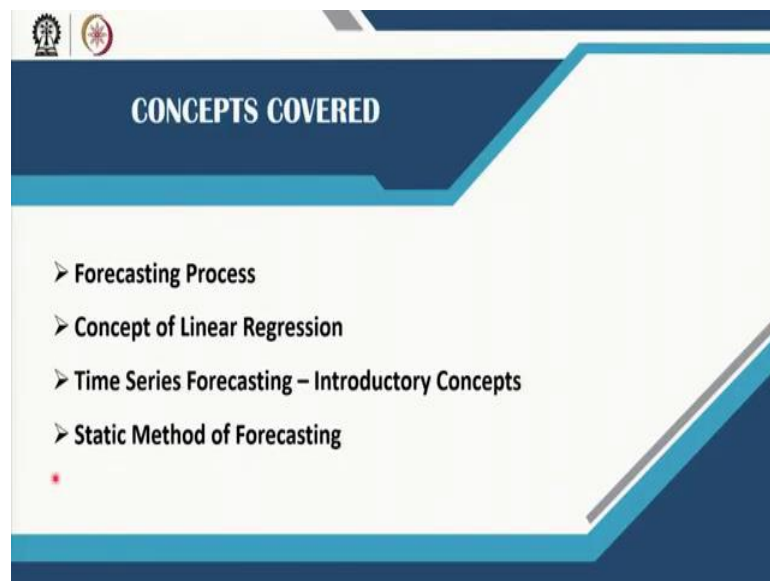 CONCEPTS COVERED
➤ Forecasting Process
➤ Concept of Linear Regression
➤ Time Series Forecasting – Introductory Concepts
➤ Static Method of Forecasting